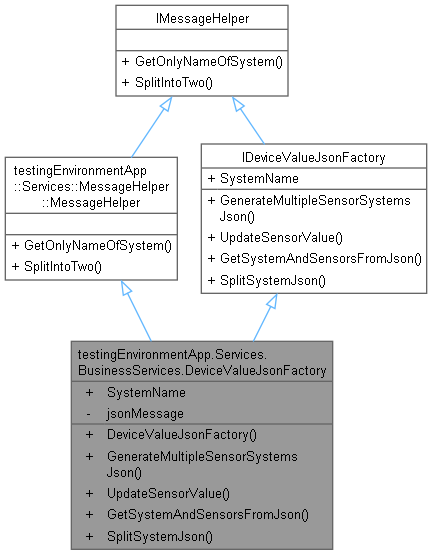 IMessageHelper
+ GetOnlyNameOfSystem()
+ SplitIntoTwo()
testingEnvironmentApp
::Services::MessageHelper
::MessageHelper
+ GetOnlyNameOfSystem()
+ SplitIntoTwo()
IDeviceValueJsonFactory
+ SystemName
+ GenerateMultipleSensorSystems
Json()
+ UpdateSensorValue()
+ GetSystemAndSensorsFromJson()
+ SplitSystemJson()
testingEnvironmentApp.Services.
BusinessServices.DeviceValueJsonFactory
+ SystemName
- jsonMessage
+ DeviceValueJsonFactory()
+ GenerateMultipleSensorSystems
Json()
+ UpdateSensorValue()
+ GetSystemAndSensorsFromJson()
+ SplitSystemJson()